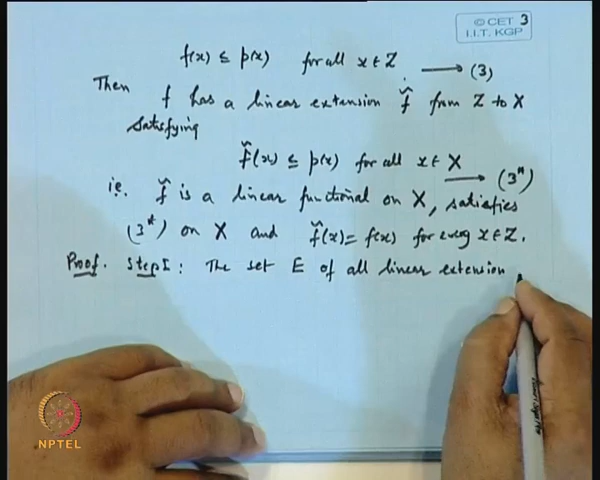 © CET
I.I.T. KGP
3
f(x) ≤ p(x) for all x ∈ Z ⟶ (3)
Then f has a linear extension f̃ from Z to X
satisfying
f̃(x) ≤ p(x) for all x ∈ X ⟶ (3*)
i.e. f̃ is a linear functional on X, satisfies
(3*) on X and f̃(x) = f(x) for every x ∈ Z.
Proof. Step I : The set E of all linear extension
NPTEL